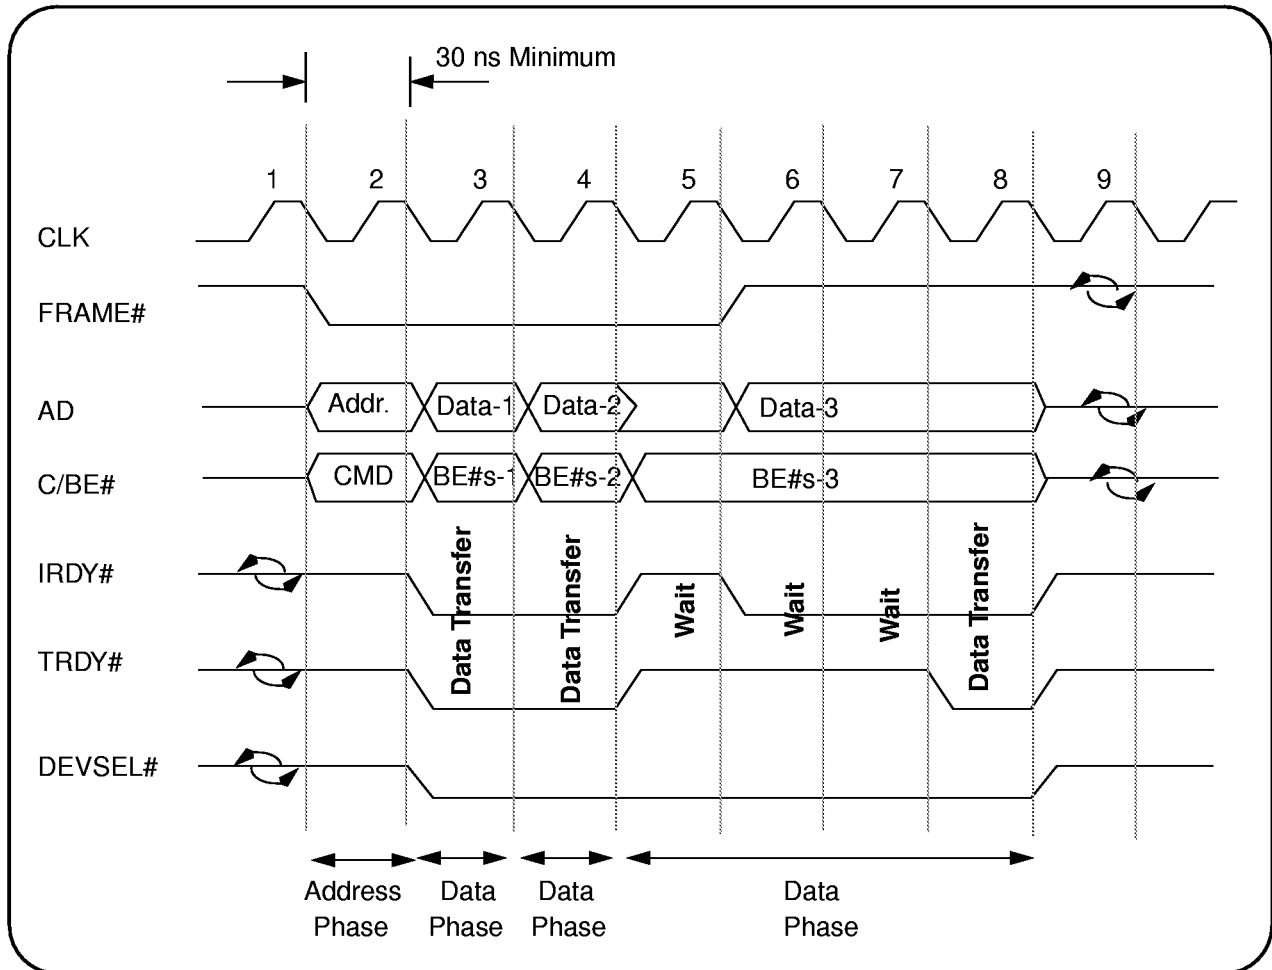 30 ns Minimum
1 2 3 4 5 6 7 8 9
CLK
FRAME#
AD
Addr. Data-1 Data-2 Data-3
C/BE#
CMD BE#s-1 BE#s-2 BE#s-3
IRDY#
TRDY#
Data Transfer
Data Transfer
Wait
Wait
Wait
Data Transfer
DEVSEL#
Address Phase
Data Phase
Data Phase
Data Phase